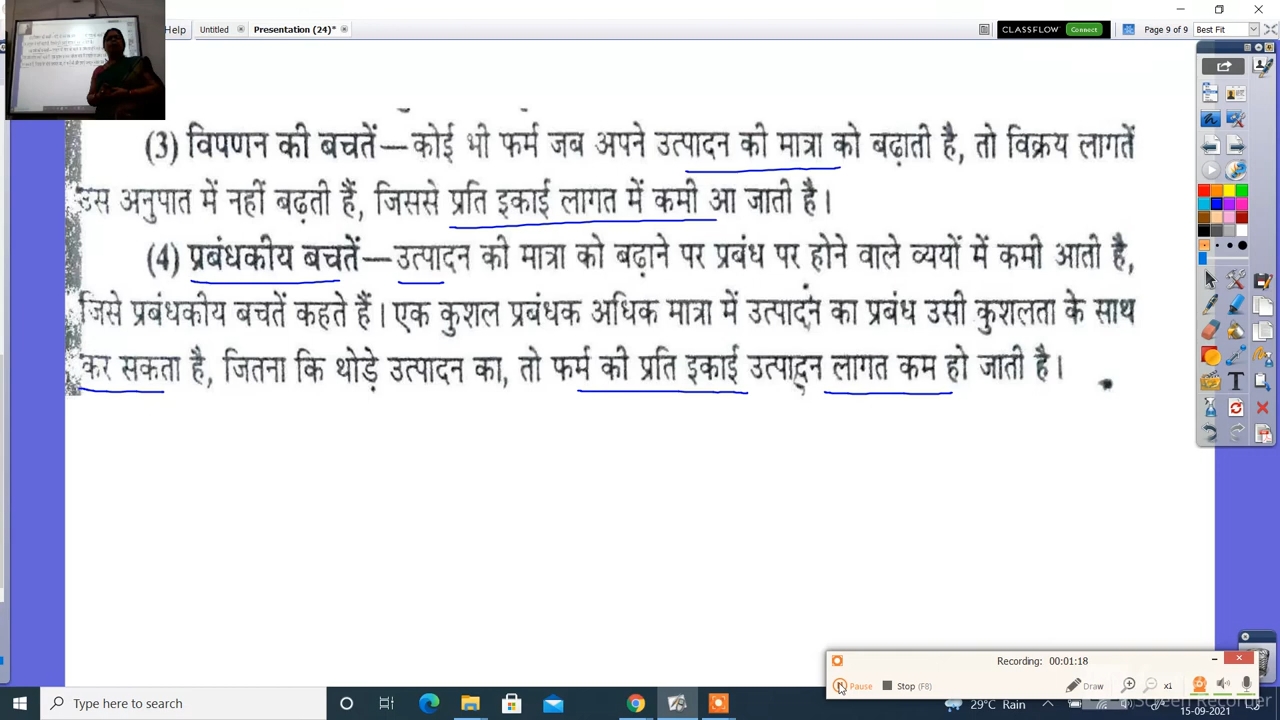 Help
Untitled
Presentation (24)*
CLASSFLOW
Connect
Page 9 of 9
Best Fit
(3) विपणन की बचतें—कोई भी फर्म जब अपने उत्पादन की मात्रा को बढ़ाती है, तो विक्रय लागतें
उस अनुपात में नहीं बढ़ती हैं, जिससे प्रति इकाई लागत में कमी आ जाती है।
(4) प्रबंधकीय बचतें—उत्पादन की मात्रा को बढ़ाने पर प्रबंध पर होने वाले व्ययों में कमी आती है,
जिसे प्रबंधकीय बचतें कहते हैं। एक कुशल प्रबंधक अधिक मात्रा में उत्पादन का प्रबंध उसी कुशलता के साथ
कर सकता है, जितना कि थोड़े उत्पादन का, तो फर्म की प्रति इकाई उत्पादन लागत कम हो जाती है।
Recording: 00:01:18
Pause
Stop (F8)
x1
Draw
Screen Recorder
Type here to search
29°C Rain
15-09-2021